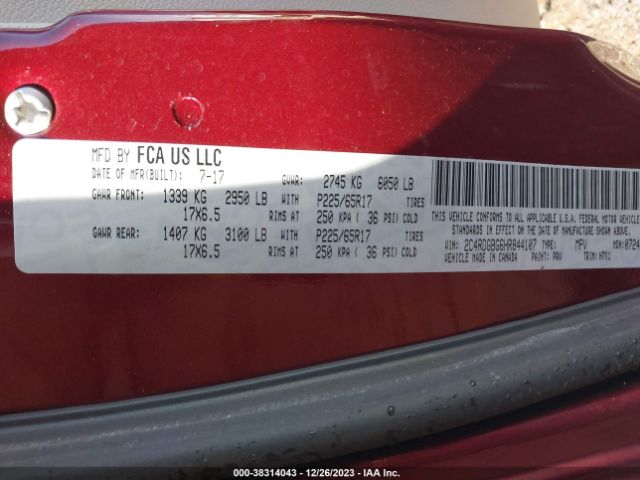 MFD BY FCA US LLC
DATE OF MFR(BUILT): 7-17 GVWR: 2745 KG 6050 LB
GAWR FRONT: 1339 KG 2950 LB WITH P225/65R17 TIRES
17X6.5 RIMS AT 250 KPA ( 36 PSI) COLD
GAWR REAR: 1407 KG 3100 LB WITH P225/65R17 TIRES
17X6.5 RIMS AT 250 KPA ( 36 PSI) COLD
THIS VEHICLE CONFORMS TO ALL APPLICABLE U.S.A. FEDERAL MOTOR VEHICLE
STANDARDS IN EFFECT ON THE DATE OF MANUFACTURE SHOWN ABOVE.
VIN: 2C4RDGBG6HR844107 TYPE: MPV MDH: 0724
VEHICLE MADE IN CANADA PAINT: PRV TRIM:
000-38314043 - 12/26/2023 - IAA Inc.